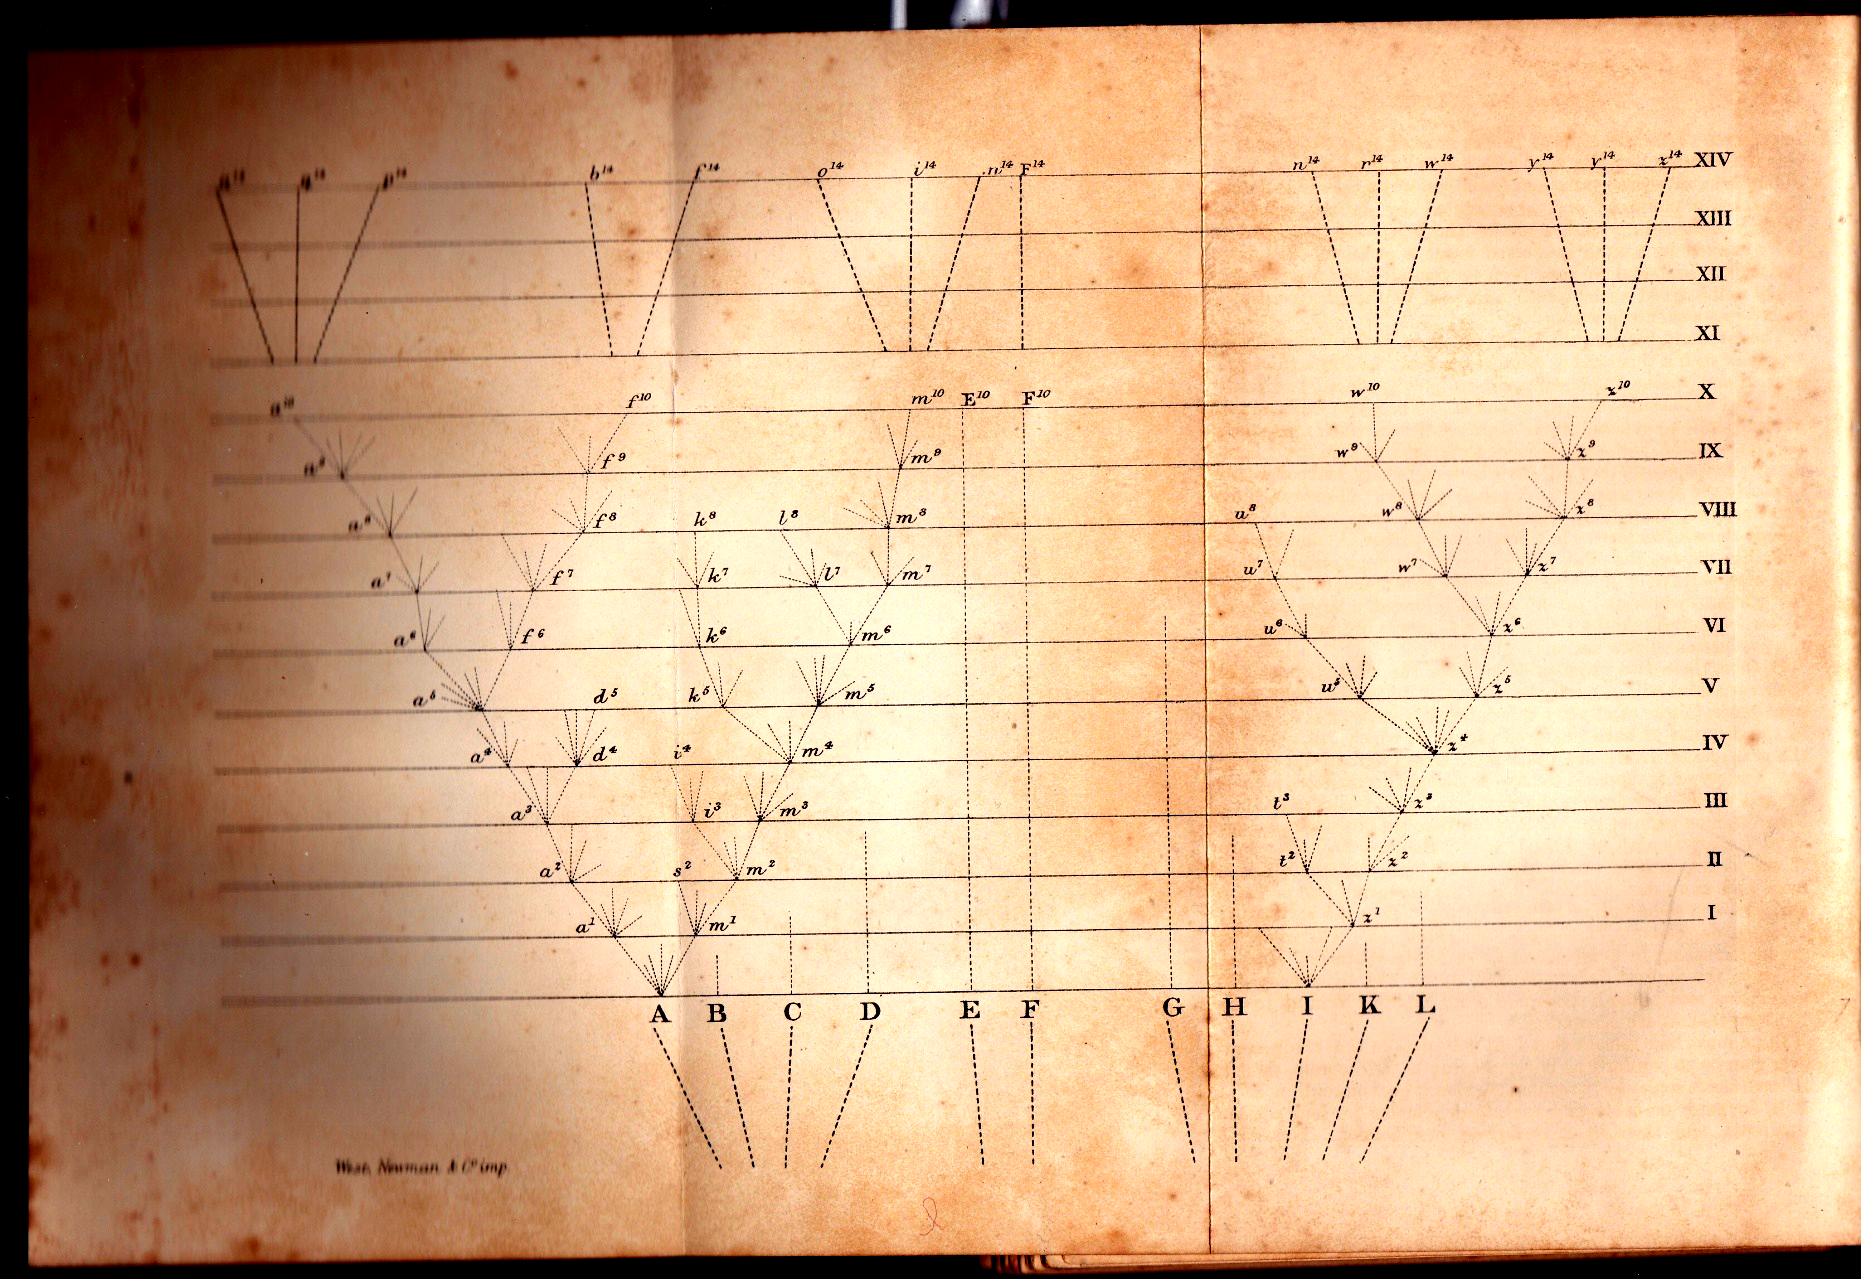 a¹⁴ q¹⁴ p¹⁴ b¹⁴ f¹⁴ o¹⁴ i¹⁴ n¹⁴ F¹⁴ n¹⁴ r¹⁴ w¹⁴ y¹⁴ y¹⁴ z¹⁴ XIV
XIII
XII
XI
a¹⁰ f¹⁰ m¹⁰ E¹⁰ F¹⁰ w¹⁰ z¹⁰ X
a⁹ f⁹ m⁹ w⁹ z⁹ IX
a⁸ f⁸ k⁸ l⁸ m⁸ u⁸ w⁸ z⁸ VIII
a⁷ f⁷ k⁷ l⁷ m⁷ u⁷ w⁷ z⁷ VII
a⁶ f⁶ k⁶ m⁶ u⁶ z⁶ VI
a⁵ d⁵ k⁵ m⁵ u⁵ z⁵ V
a⁴ d⁴ i⁴ m⁴ z⁴ IV
a³ i³ m³ t³ z³ III
a² s² m² t² z² II
a¹ m¹ z¹ I
A B C D E F G H I K L
West, Newman & Cº imp.